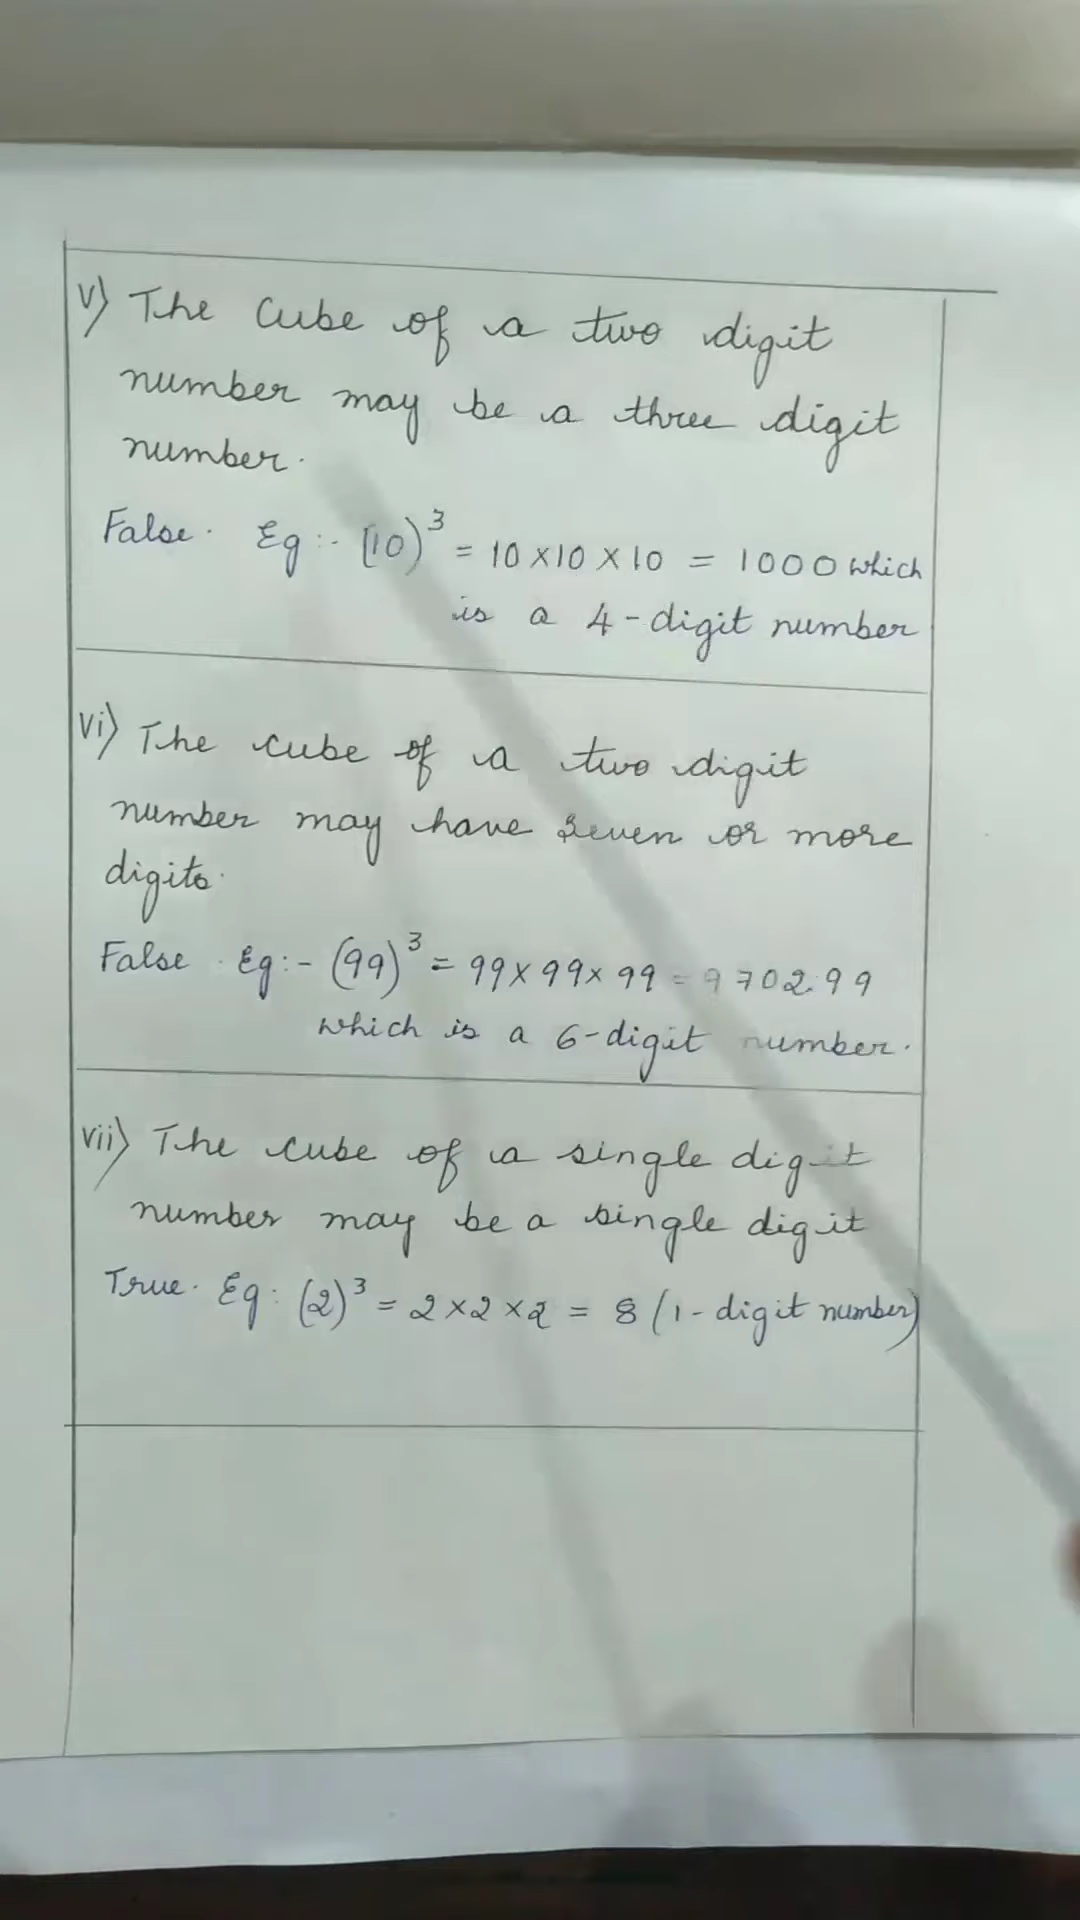 v) The Cube of a two digit
number may be a three digit
number.
False. Eg:- (10)³ = 10×10×10 = 1000 which
is a 4-digit number
vi) The cube of a two digit
number may have seven or more
digits.
False. Eg:- (99)³ = 99×99×99 = 970299
which is a 6-digit number.
vii) The cube of a single digit
number may be a single digit
True. Eg: (2)³ = 2×2×2 = 8 (1-digit number)